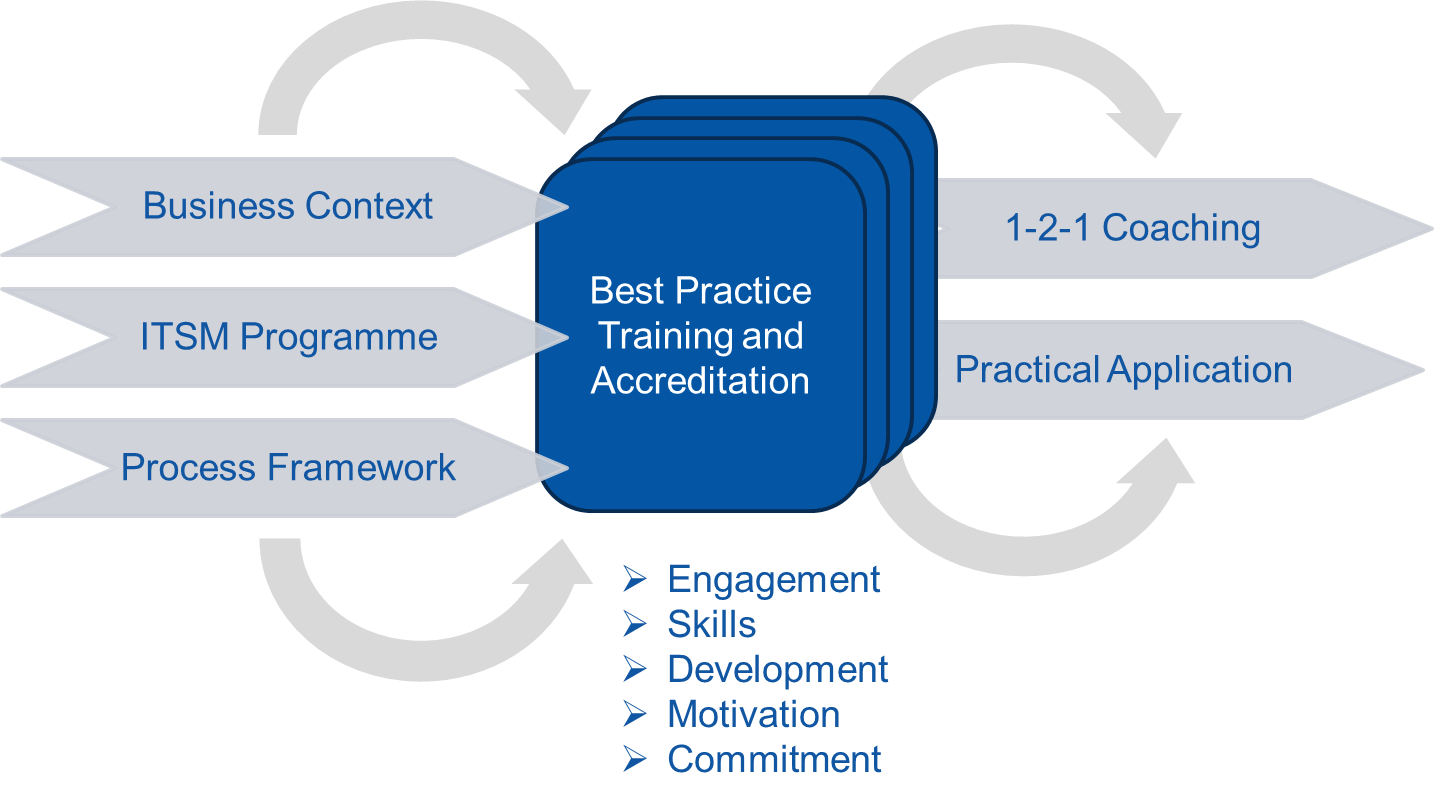 Business Context
ITSM Programme
Process Framework
Best Practice
Training and
Accreditation
1-2-1 Coaching
Practical Application
Engagement
Skills
Development
Motivation
Commitment